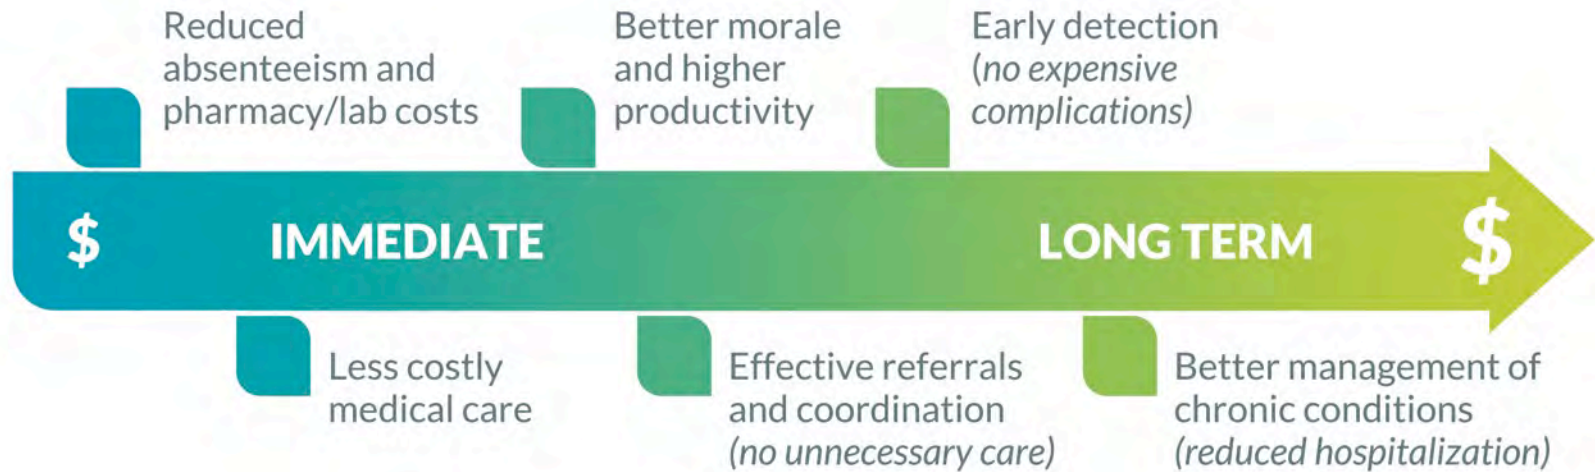 Reduced
absenteeism and
pharmacy/lab costs
Better morale
and higher
productivity
Early detection
(no expensive
complications)
$ IMMEDIATE LONG TERM $
Less costly
medical care
Effective referrals
and coordination
(no unnecessary care)
Better management of
chronic conditions
(reduced hospitalization)